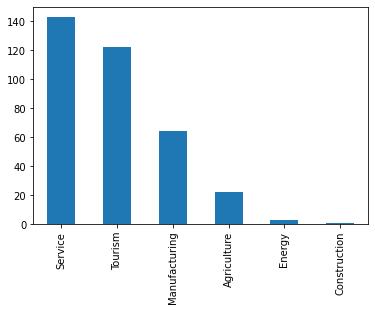 140
120
100
80
60
40
20
0
Service
Tourism
Manufacturing
Agriculture
Energy
Construction